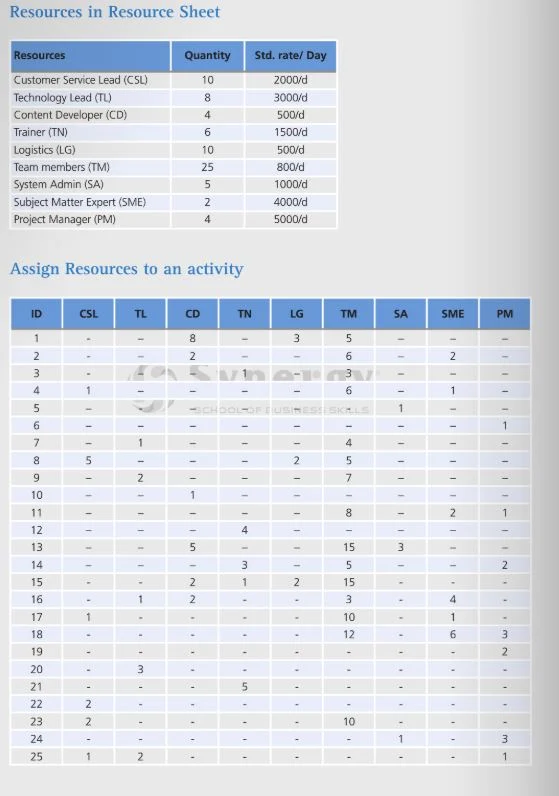 Resources in Resource Sheet
Resources Quantity Std. rate/ Day
Customer Service Lead (CSL) 10 2000/d
Technology Lead (TL) 8 3000/d
Content Developer (CD) 4 500/d
Trainer (TN) 6 1500/d
Logistics (LG) 10 500/d
Team members (TM) 25 800/d
System Admin (SA) 5 1000/d
Subject Matter Expert (SME) 2 4000/d
Project Manager (PM) 4 5000/d
Assign Resources to an activity
ID CSL TL CD TN LG TM SA SME PM
1 - – 8 – 3 5 – – –
2 - – 2 – – 6 – 2 –
3 - – – 1 – 3 – – –
Synergy
4 1 – – – – 6 – 1 –
5 – - – – – - 1 – –
SCHOOL OF BUSINESS SKILLS
6 – – – – – – – – 1
7 – 1 – – – 4 – – –
8 5 – – – 2 5 – – –
9 – 2 – – – 7 – – –
10 – – 1 – – – – – –
11 – – – – – 8 – 2 1
12 – – – 4 – – – – –
13 – – 5 – – 15 3 – –
14 – – – 3 – 5 – – 2
15 - - 2 1 2 15 - - -
16 - 1 2 - - 3 - 4 -
17 1 - - - - 10 - 1 -
18 - - - - - 12 - 6 3
19 - - - - - - - - 2
20 - 3 - - - - - - -
21 - - - 5 - - - - -
22 2 - - - - - - - -
23 2 - - - - 10 - - -
24 - - - - - - 1 - 3
25 1 2 - - - - - - 1